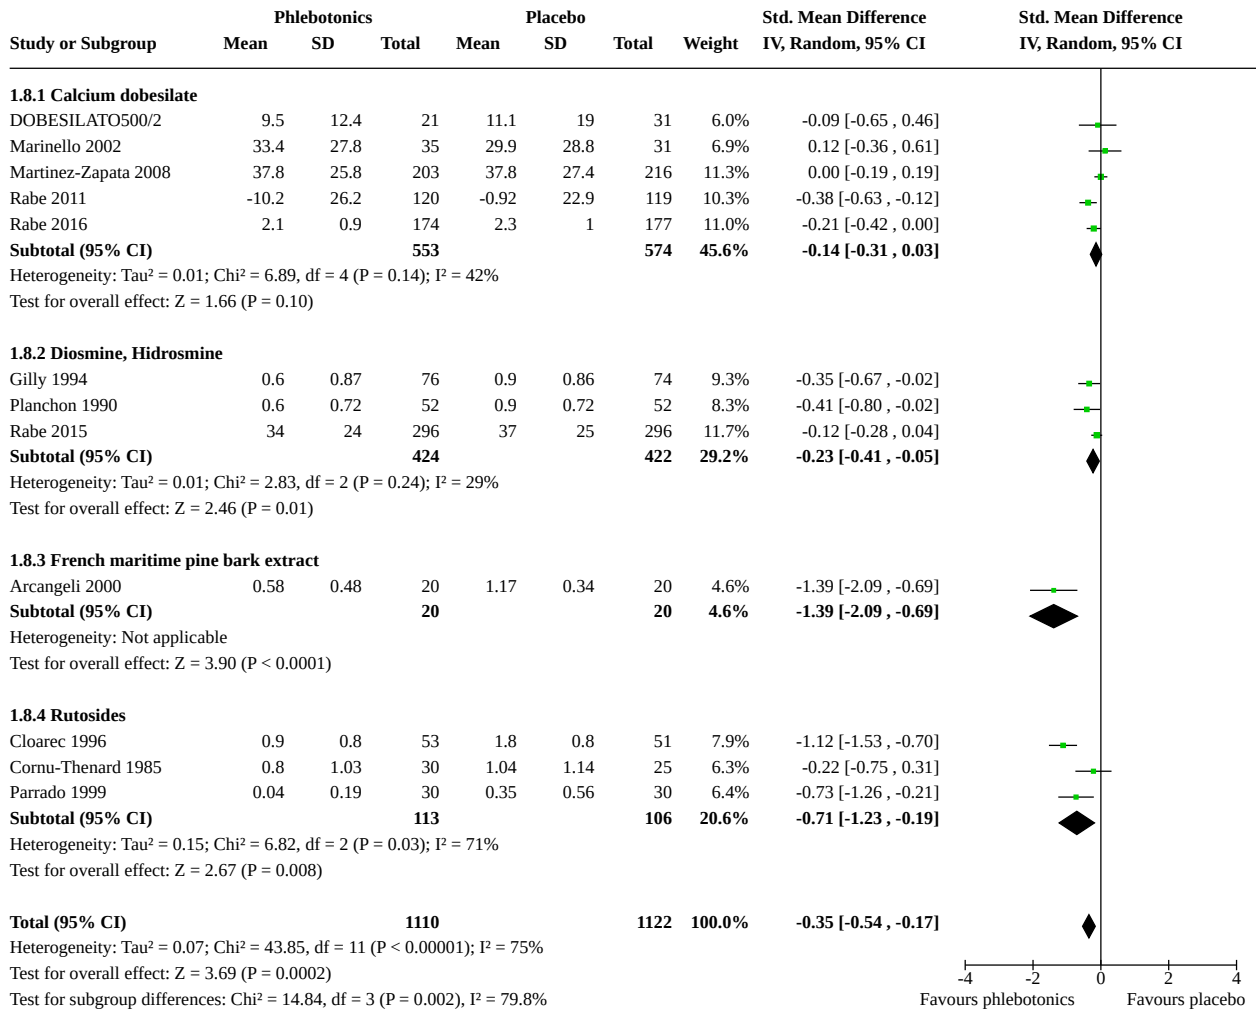 Phlebotonics Placebo Std. Mean Difference Std. Mean Difference
Study or Subgroup Mean SD Total Mean SD Total Weight IV, Random, 95% CI IV, Random, 95% CI
1.8.1 Calcium dobesilate
DOBESILATO500/2 9.5 12.4 21 11.1 19 31 6.0% -0.09 [-0.65 , 0.46]
Marinello 2002 33.4 27.8 35 29.9 28.8 31 6.9% 0.12 [-0.36 , 0.61]
Martinez-Zapata 2008 37.8 25.8 203 37.8 27.4 216 11.3% 0.00 [-0.19 , 0.19]
Rabe 2011 -10.2 26.2 120 -0.92 22.9 119 10.3% -0.38 [-0.63 , -0.12]
Rabe 2016 2.1 0.9 174 2.3 1 177 11.0% -0.21 [-0.42 , 0.00]
Subtotal (95% CI) 553 574 45.6% -0.14 [-0.31 , 0.03]
Heterogeneity: Tau² = 0.01; Chi² = 6.89, df = 4 (P = 0.14); I² = 42%
Test for overall effect: Z = 1.66 (P = 0.10)
1.8.2 Diosmine, Hidrosmine
Gilly 1994 0.6 0.87 76 0.9 0.86 74 9.3% -0.35 [-0.67 , -0.02]
Planchon 1990 0.6 0.72 52 0.9 0.72 52 8.3% -0.41 [-0.80 , -0.02]
Rabe 2015 34 24 296 37 25 296 11.7% -0.12 [-0.28 , 0.04]
Subtotal (95% CI) 424 422 29.2% -0.23 [-0.41 , -0.05]
Heterogeneity: Tau² = 0.01; Chi² = 2.83, df = 2 (P = 0.24); I² = 29%
Test for overall effect: Z = 2.46 (P = 0.01)
1.8.3 French maritime pine bark extract
Arcangeli 2000 0.58 0.48 20 1.17 0.34 20 4.6% -1.39 [-2.09 , -0.69]
Subtotal (95% CI) 20 20 4.6% -1.39 [-2.09 , -0.69]
Heterogeneity: Not applicable
Test for overall effect: Z = 3.90 (P < 0.0001)
1.8.4 Rutosides
Cloarec 1996 0.9 0.8 53 1.8 0.8 51 7.9% -1.12 [-1.53 , -0.70]
Cornu-Thenard 1985 0.8 1.03 30 1.04 1.14 25 6.3% -0.22 [-0.75 , 0.31]
Parrado 1999 0.04 0.19 30 0.35 0.56 30 6.4% -0.73 [-1.26 , -0.21]
Subtotal (95% CI) 113 106 20.6% -0.71 [-1.23 , -0.19]
Heterogeneity: Tau² = 0.15; Chi² = 6.82, df = 2 (P = 0.03); I² = 71%
Test for overall effect: Z = 2.67 (P = 0.008)
Total (95% CI) 1110 1122 100.0% -0.35 [-0.54 , -0.17]
Heterogeneity: Tau² = 0.07; Chi² = 43.85, df = 11 (P < 0.00001); I² = 75%
Test for overall effect: Z = 3.69 (P = 0.0002) -4 -2 0 2 4
Test for subgroup differences: Chi² = 14.84, df = 3 (P = 0.002), I² = 79.8% Favours phlebotonics Favours placebo